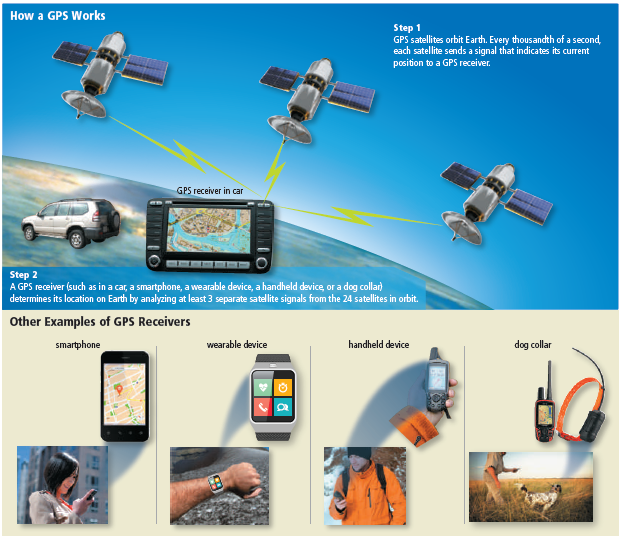 How a GPS Works
Step 1
GPS satellites orbit Earth. Every thousandth of a second,
each satellite sends a signal that indicates its current
position to a GPS receiver.
GPS receiver in car
Step 2
A GPS receiver (such as in a car, a smartphone, a wearable device, a handheld device, or a dog collar)
determines its location on Earth by analyzing at least 3 separate satellite signals from the 24 satellites in orbit.
Other Examples of GPS Receivers
smartphone
wearable device
handheld device
dog collar